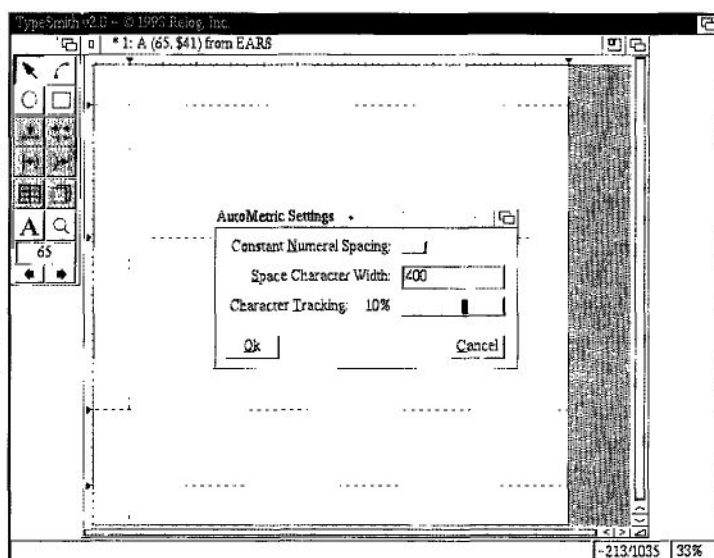 TypeSmith v2.0 - © 1993 Relog, Inc.
* 1: A (65, $41) from EARS
A
65
AutoMetric Settings
Constant Numeral Spacing:
Space Character Width: 400
Character Tracking: 10%
Ok Cancel
-213/1035 33%